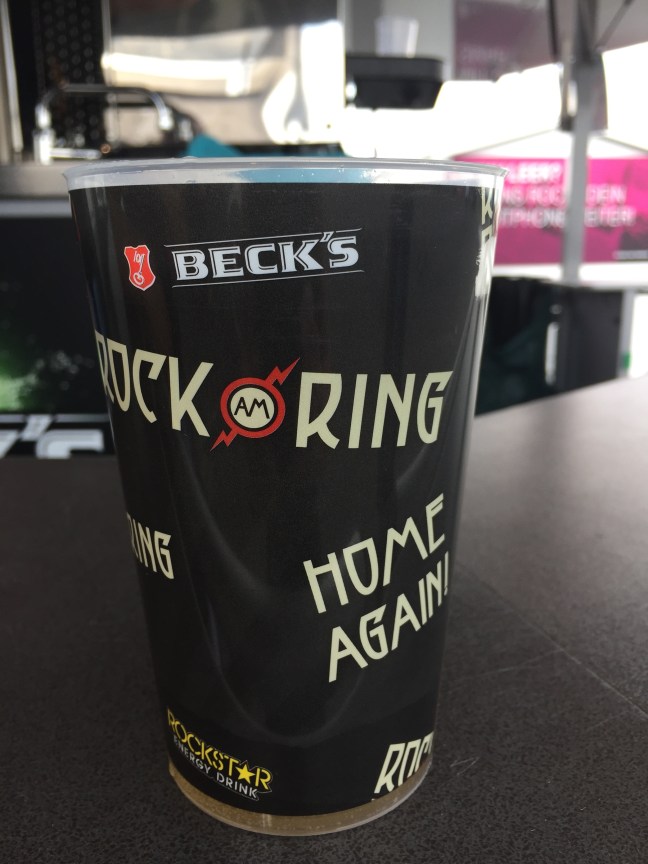 BECK'S
ROCK AM RING
RING
HOME
AGAIN!
ROCKSTAR
ENERGY DRINK